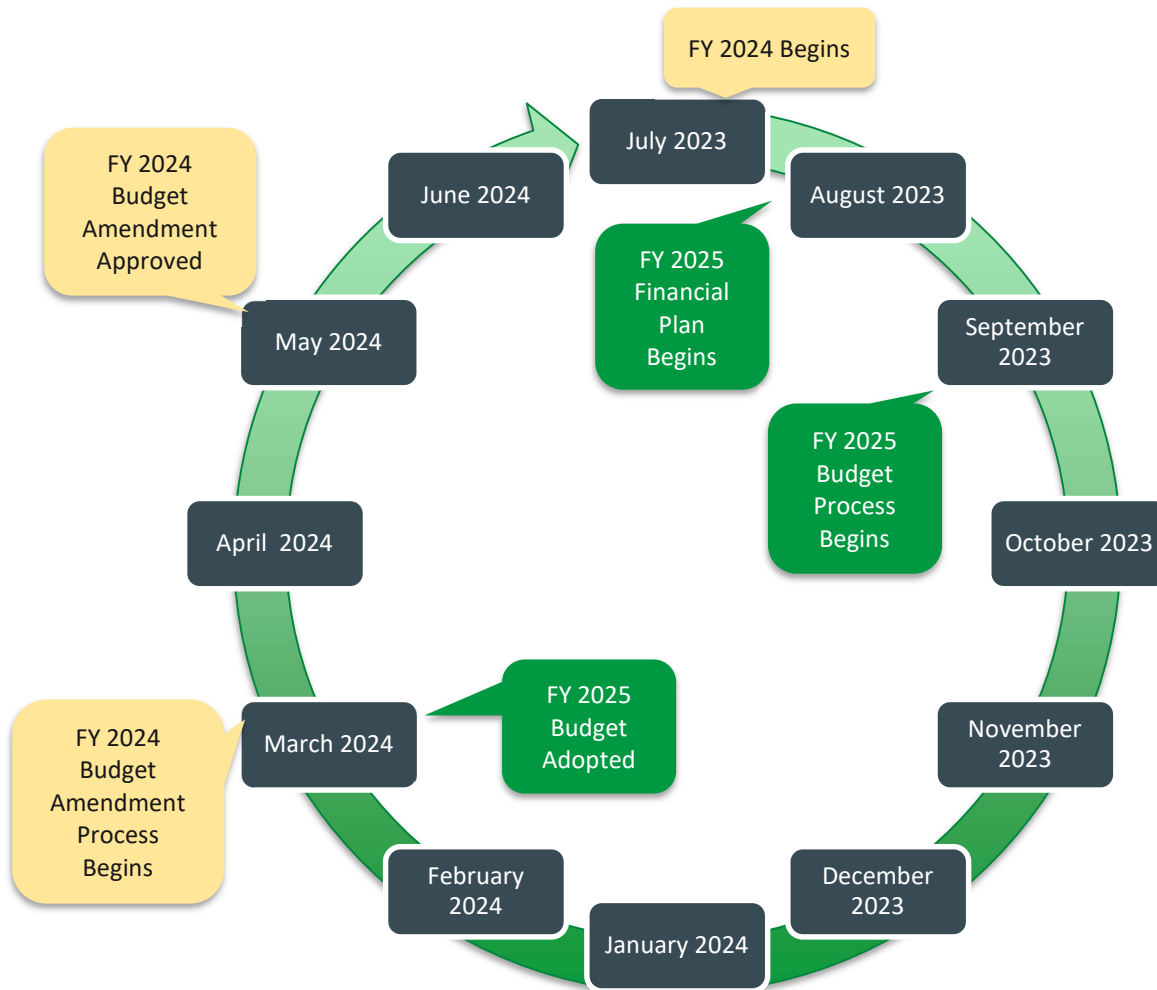 FY 2024 Begins
July 2023
August 2023
FY 2025
Financial
Plan
Begins
September
2023
FY 2025
Budget
Process
Begins
October 2023
November
2023
December
2023
January 2024
February
2024
March 2024
FY 2025
Budget
Adopted
FY 2024
Budget
Amendment
Process
Begins
April  2024
May 2024
FY 2024
Budget
Amendment
Approved
June 2024